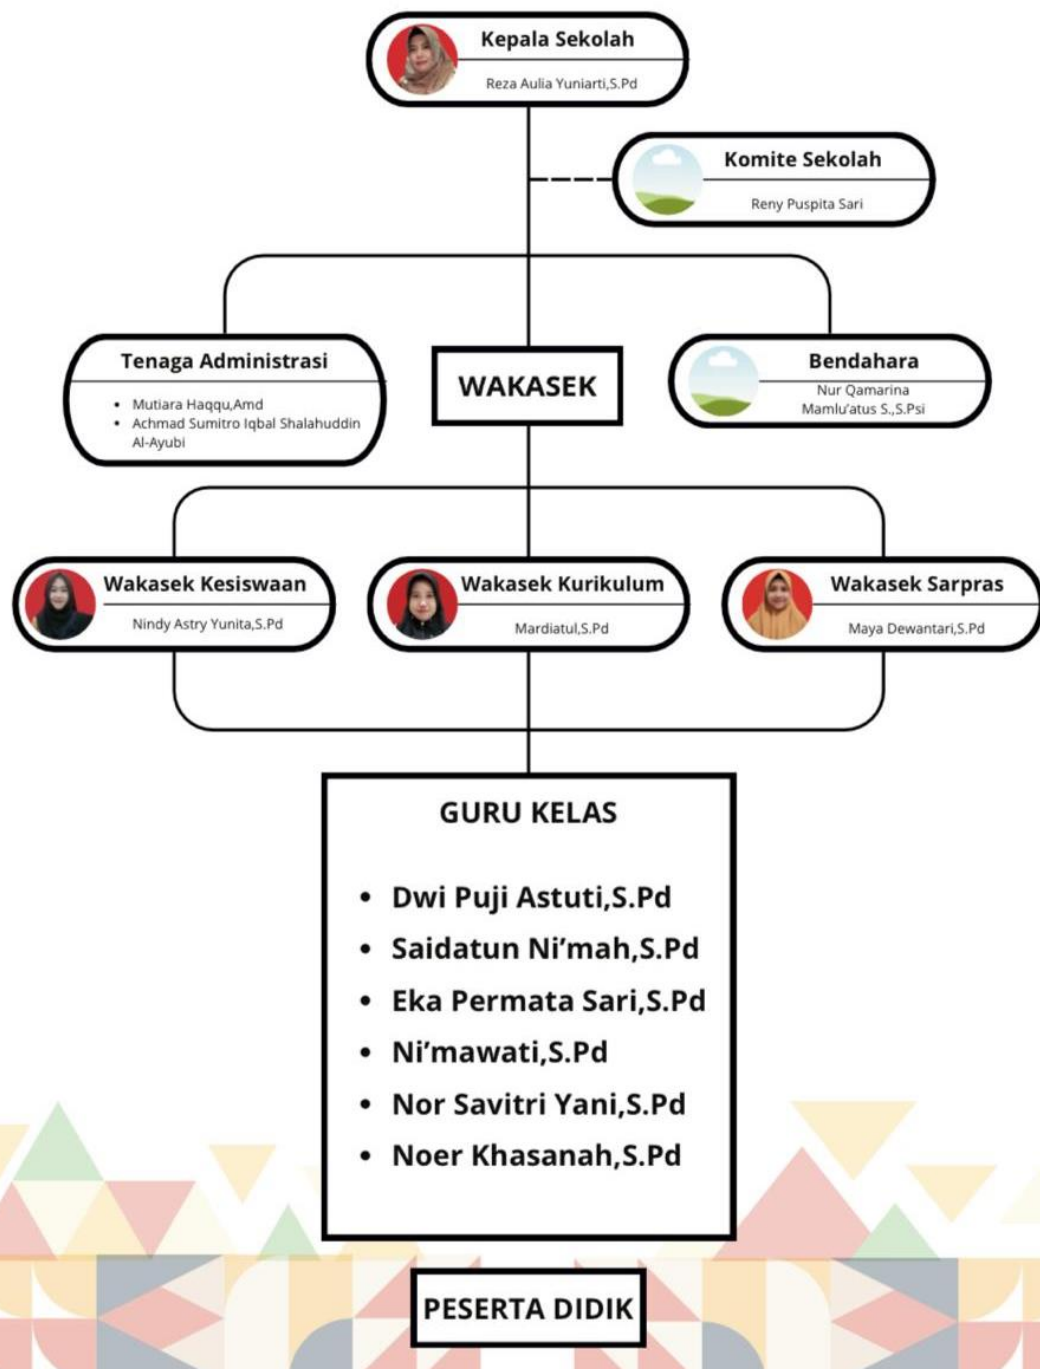 Kepala Sekolah
Reza Aulia Yuniarti,S.Pd
Komite Sekolah
Reny Puspita Sari
Tenaga Administrasi
• Mutiara Haqqu,Amd
• Achmad Sumitro Iqbal Shalahuddin
Al-Ayubi
WAKASEK
Bendahara
Nur Qamarina
Mamlu’atus S.,S.Psi
Wakasek Kesiswaan
Nindy Astry Yunita,S.Pd
Wakasek Kurikulum
Mardiatul,S.Pd
Wakasek Sarpras
Maya Dewantari,S.Pd
GURU KELAS
• Dwi Puji Astuti,S.Pd
• Saidatun Ni’mah,S.Pd
• Eka Permata Sari,S.Pd
• Ni’mawati,S.Pd
• Nor Savitri Yani,S.Pd
• Noer Khasanah,S.Pd
PESERTA DIDIK